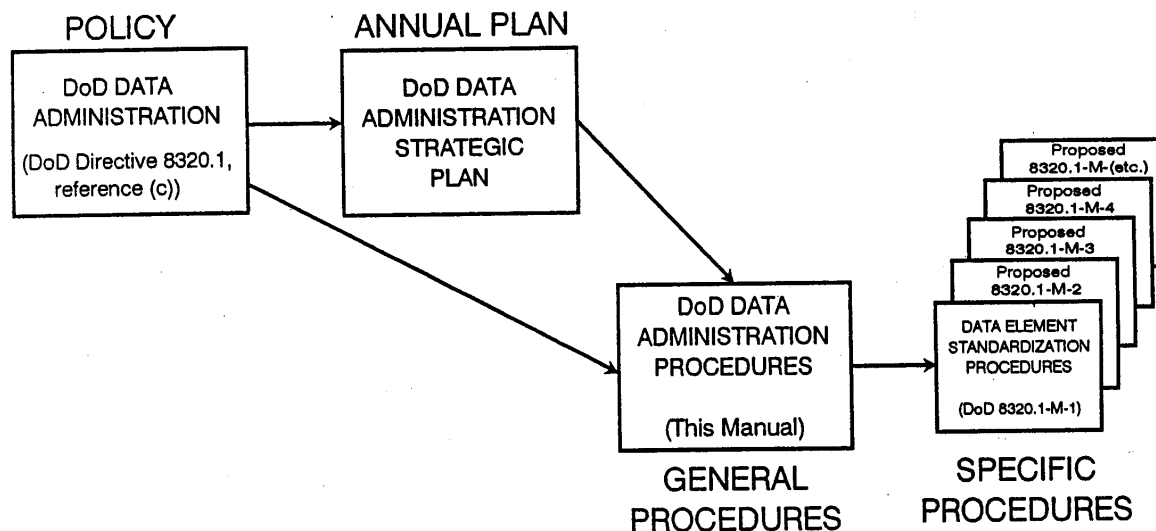 POLICY
DoD DATA
ADMINISTRATION
(DoD Directive 8320.1,
reference (c))
ANNUAL PLAN
DoD DATA
ADMINISTRATION
STRATEGIC
PLAN
DoD DATA
ADMINISTRATION
PROCEDURES
(This Manual)
GENERAL
PROCEDURES
Proposed
8320.1-M-(etc.)
Proposed
8320.1-M-4
Proposed
8320.1-M-3
Proposed
8320.1-M-2
DATA ELEMENT
STANDARDIZATION
PROCEDURES
(DoD 8320.1-M-1)
SPECIFIC
PROCEDURES